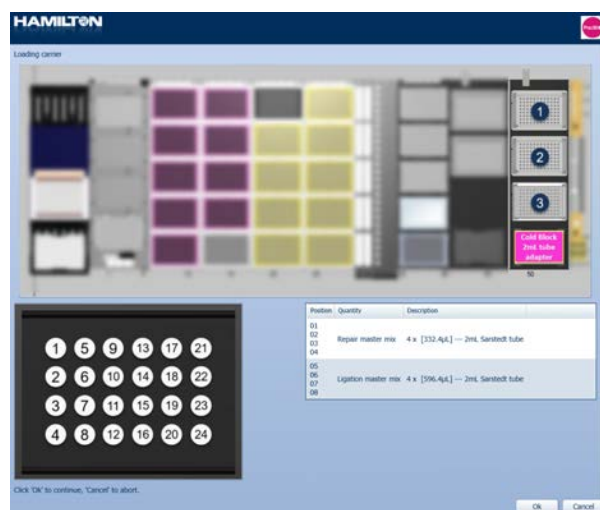 HAMILTON
Loading carrier
1
2
3
Cold Block
2mL tube
adapter
50
Position Quantity Description
01
02
03
04
Repair master mix 4 x [332.4µL] --- 2mL Sarstedt tube
05
06
07
08
Ligation master mix 4 x [596.4µL] --- 2mL Sarstedt tube
1 5 9 13 17 21
2 6 10 14 18 22
3 7 11 15 19 23
4 8 12 16 20 24
Click 'Ok' to continue, 'Cancel' to abort.
Ok Cancel